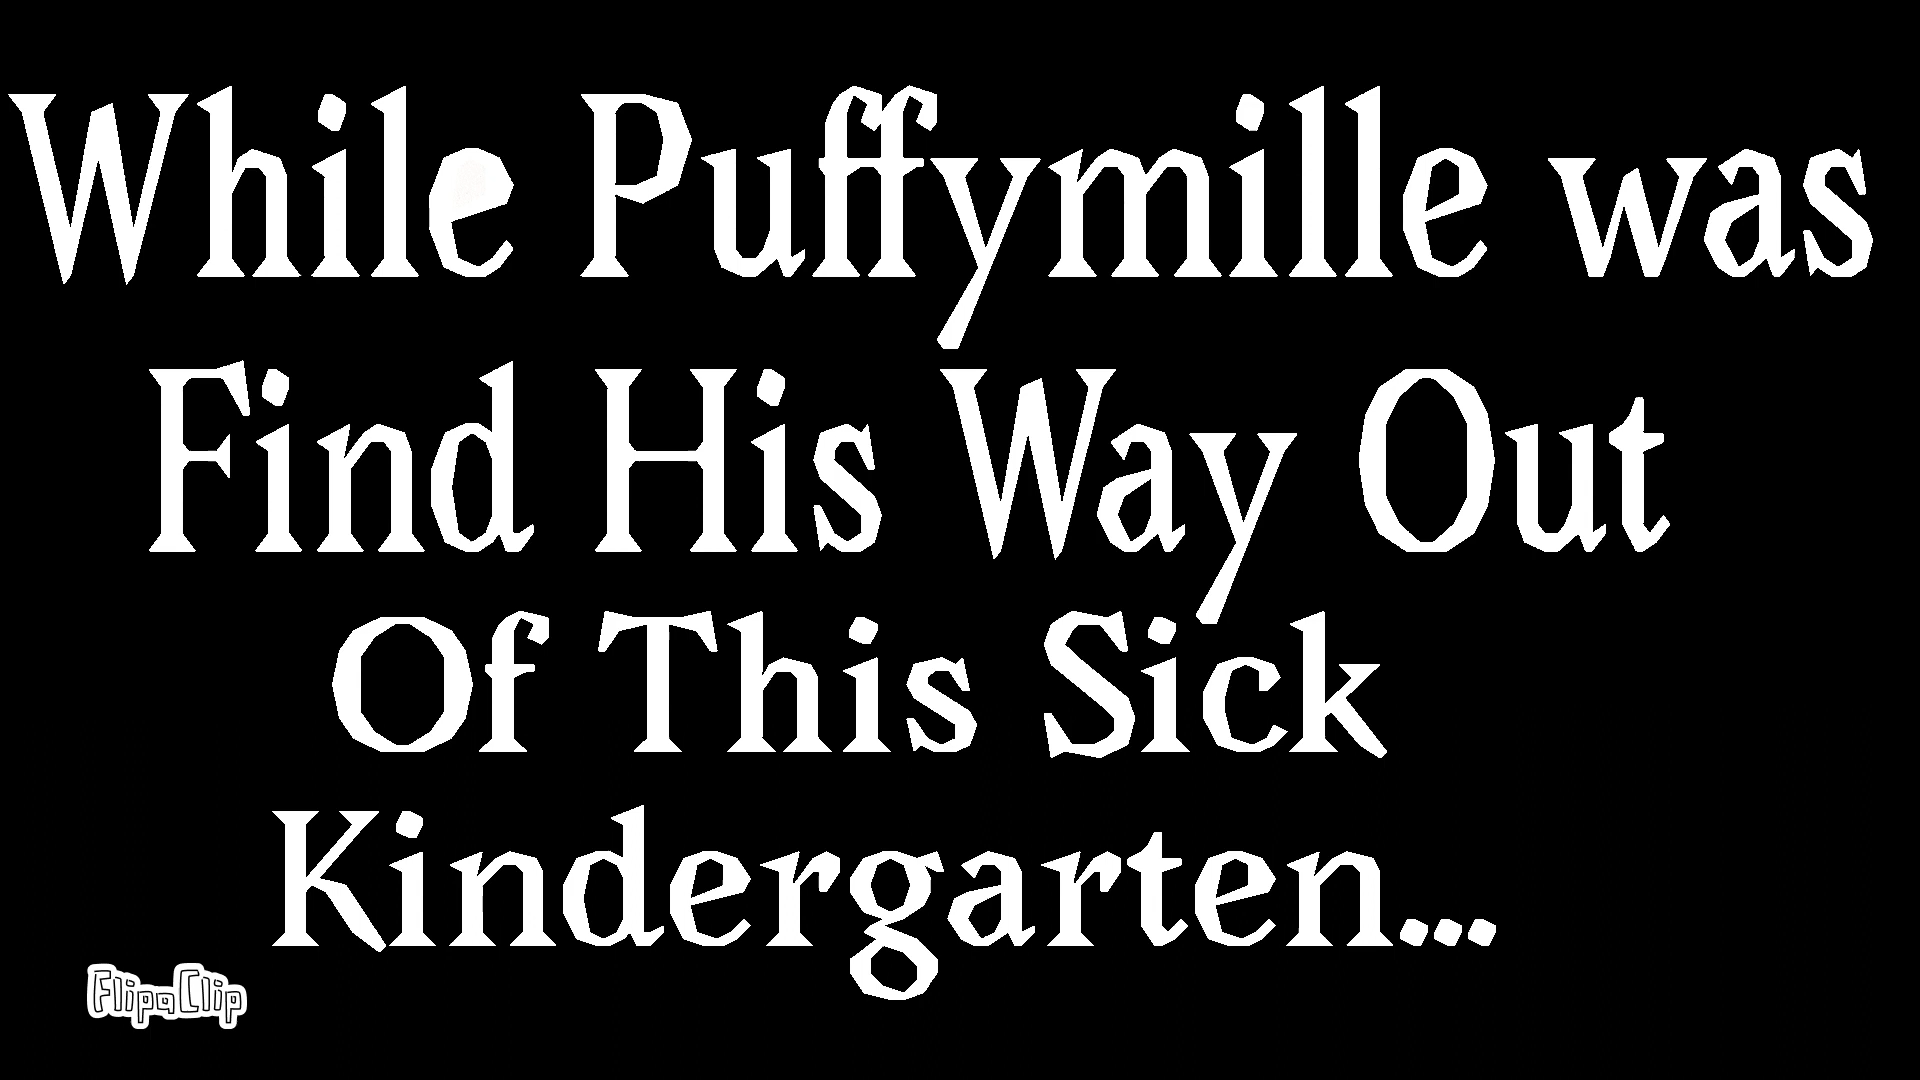 While Puffymille was
Find His Way Out
Of This Sick
Kindergarten...
FlipaClip